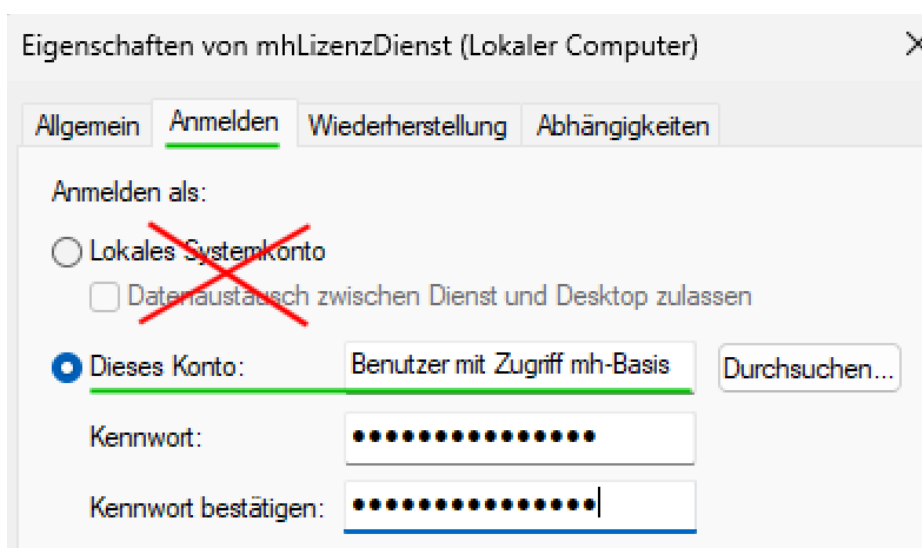 Eigenschaften von mhLizenzDienst (Lokaler Computer)
Allgemein Anmelden Wiederherstellung Abhängigkeiten
Anmelden als:
Lokales Systemkonto
Datenaustausch zwischen Dienst und Desktop zulassen
Dieses Konto: Benutzer mit Zugriff mh-Basis Durchsuchen...
Kennwort: ●●●●●●●●●●●●●●●
Kennwort bestätigen: ●●●●●●●●●●●●●●●